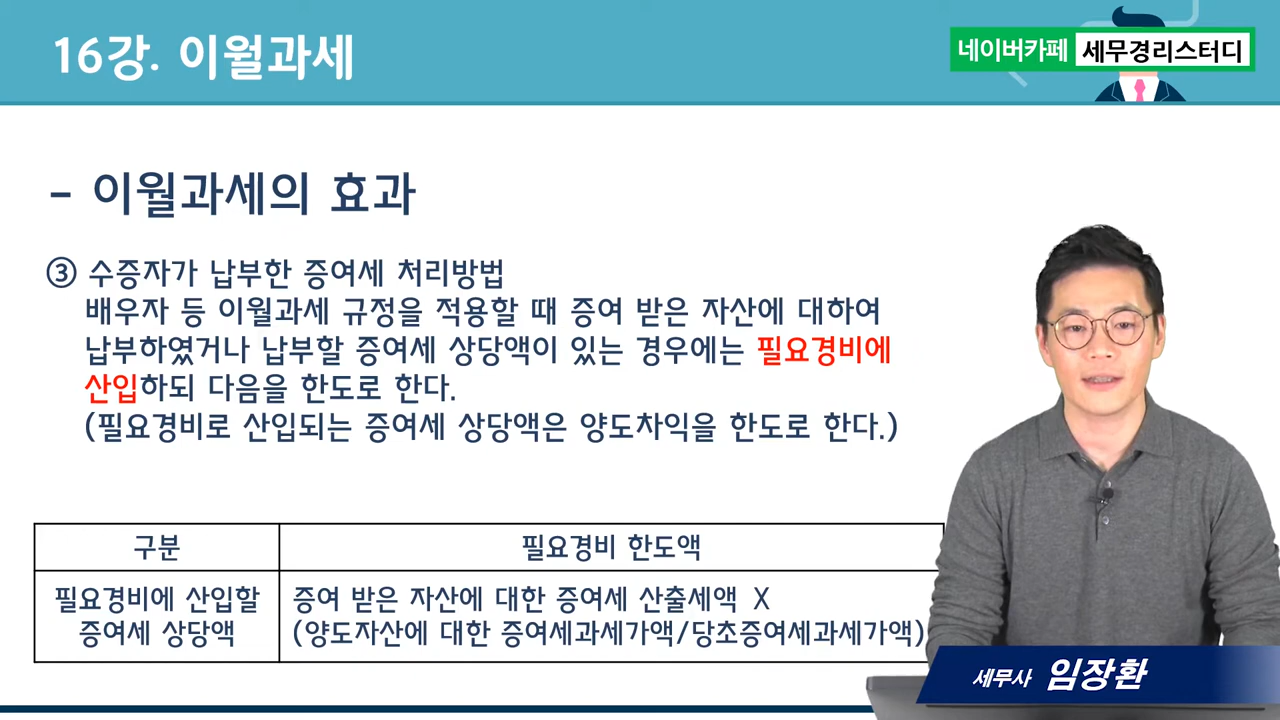 16강. 이월과세
네이버카페 세무경리스터디
- 이월과세의 효과
③ 수증자가 납부한 증여세 처리방법
배우자 등 이월과세 규정을 적용할 때 증여 받은 자산에 대하여
납부하였거나 납부할 증여세 상당액이 있는 경우에는 필요경비에
산입하되 다음을 한도로 한다.
(필요경비로 산입되는 증여세 상당액은 양도차익을 한도로 한다.)
구분
필요경비 한도액
필요경비에 산입할
증여세 상당액
증여 받은 자산에 대한 증여세 산출세액 X
(양도자산에 대한 증여세과세가액/당초증여세과세가액)
세무사 임장환